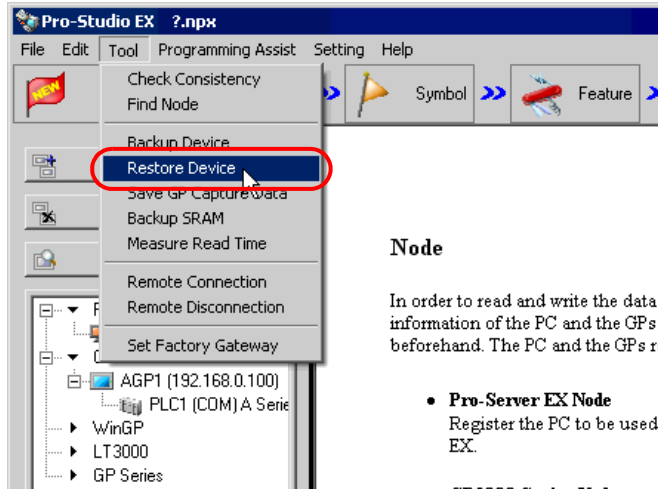 Pro-Studio EX ?.npx
File Edit Tool Programming Assist Setting Help
NEW
Symbol
Feature
Check Consistency
Find Node
Backup Device
Restore Device
Save GP Capture Data
Backup SRAM
Measure Read Time
Remote Connection
Remote Disconnection
Set Factory Gateway
AGP1 (192.168.0.100)
PLC1 (COM) A Serie
WinGP
LT3000
GP Series
Node
In order to read and write the data
information of the PC and the GPs
beforehand. The PC and the GPs r
• Pro-Server EX Node
Register the PC to be used
EX.